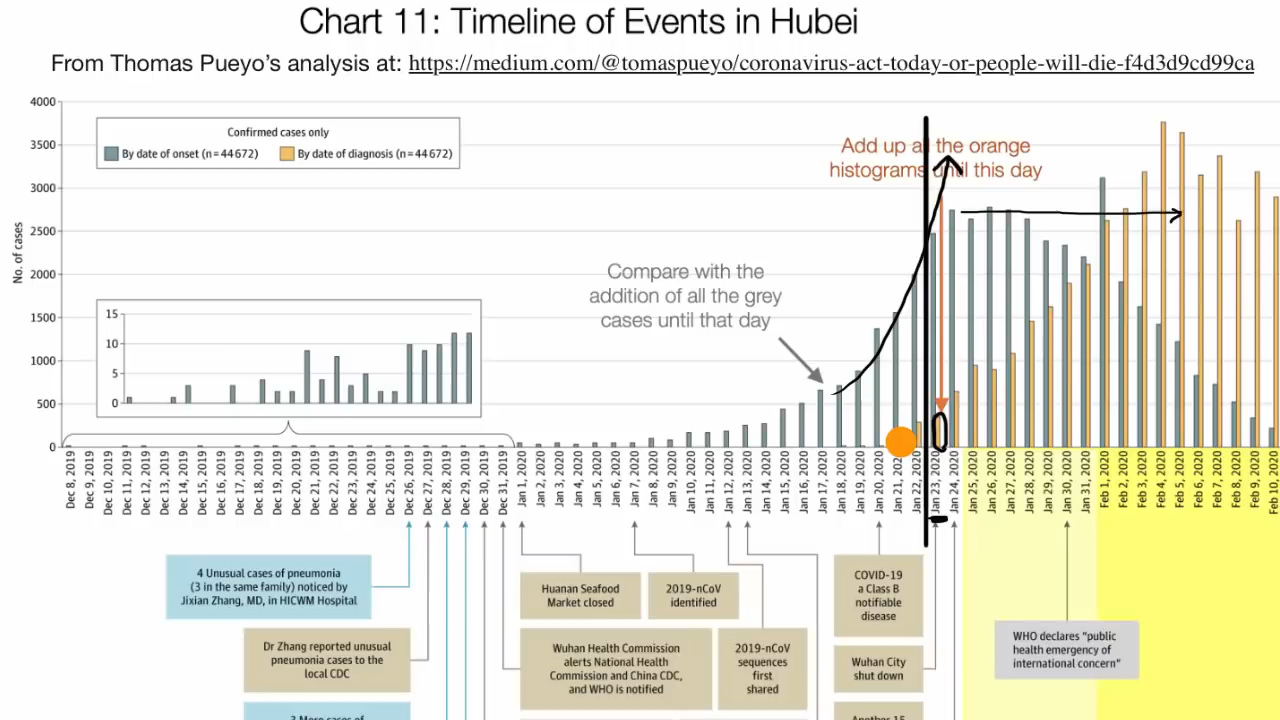 Chart 11: Timeline of Events in Hubei
From Thomas Pueyo's analysis at: https://medium.com/@tomaspueyo/coronavirus-act-today-or-people-will-die-f4d3d9cd99ca
Confirmed cases only
By date of onset (n=44672)
By date of diagnosis (n=44672)
Add up all the orange
histograms until this day
Compare with the
addition of all the grey
cases until that day
No. of cases
4000
3500
3000
2500
2000
1500
1000
500
0
15
10
5
0
Dec 8, 2019
Dec 9, 2019
Dec 10, 2019
Dec 11, 2019
Dec 12, 2019
Dec 13, 2019
Dec 14, 2019
Dec 15, 2019
Dec 16, 2019
Dec 17, 2019
Dec 18, 2019
Dec 19, 2019
Dec 20, 2019
Dec 21, 2019
Dec 22, 2019
Dec 23, 2019
Dec 24, 2019
Dec 25, 2019
Dec 26, 2019
Dec 27, 2019
Dec 28, 2019
Dec 29, 2019
Dec 30, 2019
Dec 31, 2019
Jan 1, 2020
Jan 2, 2020
Jan 3, 2020
Jan 4, 2020
Jan 5, 2020
Jan 6, 2020
Jan 7, 2020
Jan 8, 2020
Jan 9, 2020
Jan 10, 2020
Jan 11, 2020
Jan 12, 2020
Jan 13, 2020
Jan 14, 2020
Jan 15, 2020
Jan 16, 2020
Jan 17, 2020
Jan 18, 2020
Jan 19, 2020
Jan 20, 2020
Jan 21, 2
Jan 22, 2020
Jan 23, 2020
Jan 24, 2020
Jan 25, 2020
Jan 26, 2020
Jan 27, 2020
Jan 28, 2020
Jan 29, 2020
Jan 30, 2020
Jan 31, 2020
Feb 1, 2020
Feb 2, 2020
Feb 3, 2020
Feb 4, 2020
Feb 5, 2020
Feb 6, 2020
Feb 7, 2020
Feb 8, 2020
Feb 9, 2020
Feb 10, 2020
4 Unusual cases of pneumonia
(3 in the same family) noticed by
Jixian Zhang, MD, in HICWM Hospital
Dr Zhang reported unusual
pneumonia cases to the
local CDC
3 More cases of
Huanan Seafood
Market closed
2019-nCoV
identified
Wuhan Health Commission
alerts National Health
Commission and China CDC,
and WHO is notified
2019-nCoV
sequences
first
shared
COVID-19
a Class B
notifiable
disease
Wuhan City
shut down
Another 15
WHO declares "public
health emergency of
international concern"